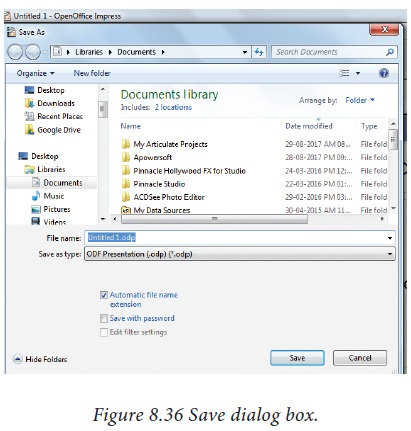 Untitled 1 - OpenOffice Impress
Save As
Libraries ▸ Documents ▸
Search Documents
Organize ▾ New folder
Desktop
Downloads
Recent Places
Google Drive
Desktop
Libraries
Documents
Music
Pictures
Videos
Documents library
Includes: 2 locations
Arrange by: Folder ▾
Name Date modified Type
My Articulate Projects 29-08-2017 AM 08... File fold
Apowersoft 28-08-2017 PM 09:... File fold
Pinnacle Hollywood FX for Studio 24-03-2016 PM 12:... File fold
Pinnacle Studio 22-03-2016 PM 01:... File fold
ACDSee Photo Editor 29-02-2016 PM 03:... File fold
My Data Sources 30-04-2015 AM 11... File fold
File name: Untitled 1.odp
Save as type: ODF Presentation (.odp) (*.odp)
Automatic file name
extension
Save with password
Edit filter settings
Hide Folders
Save Cancel
Figure 8.36 Save dialog box.